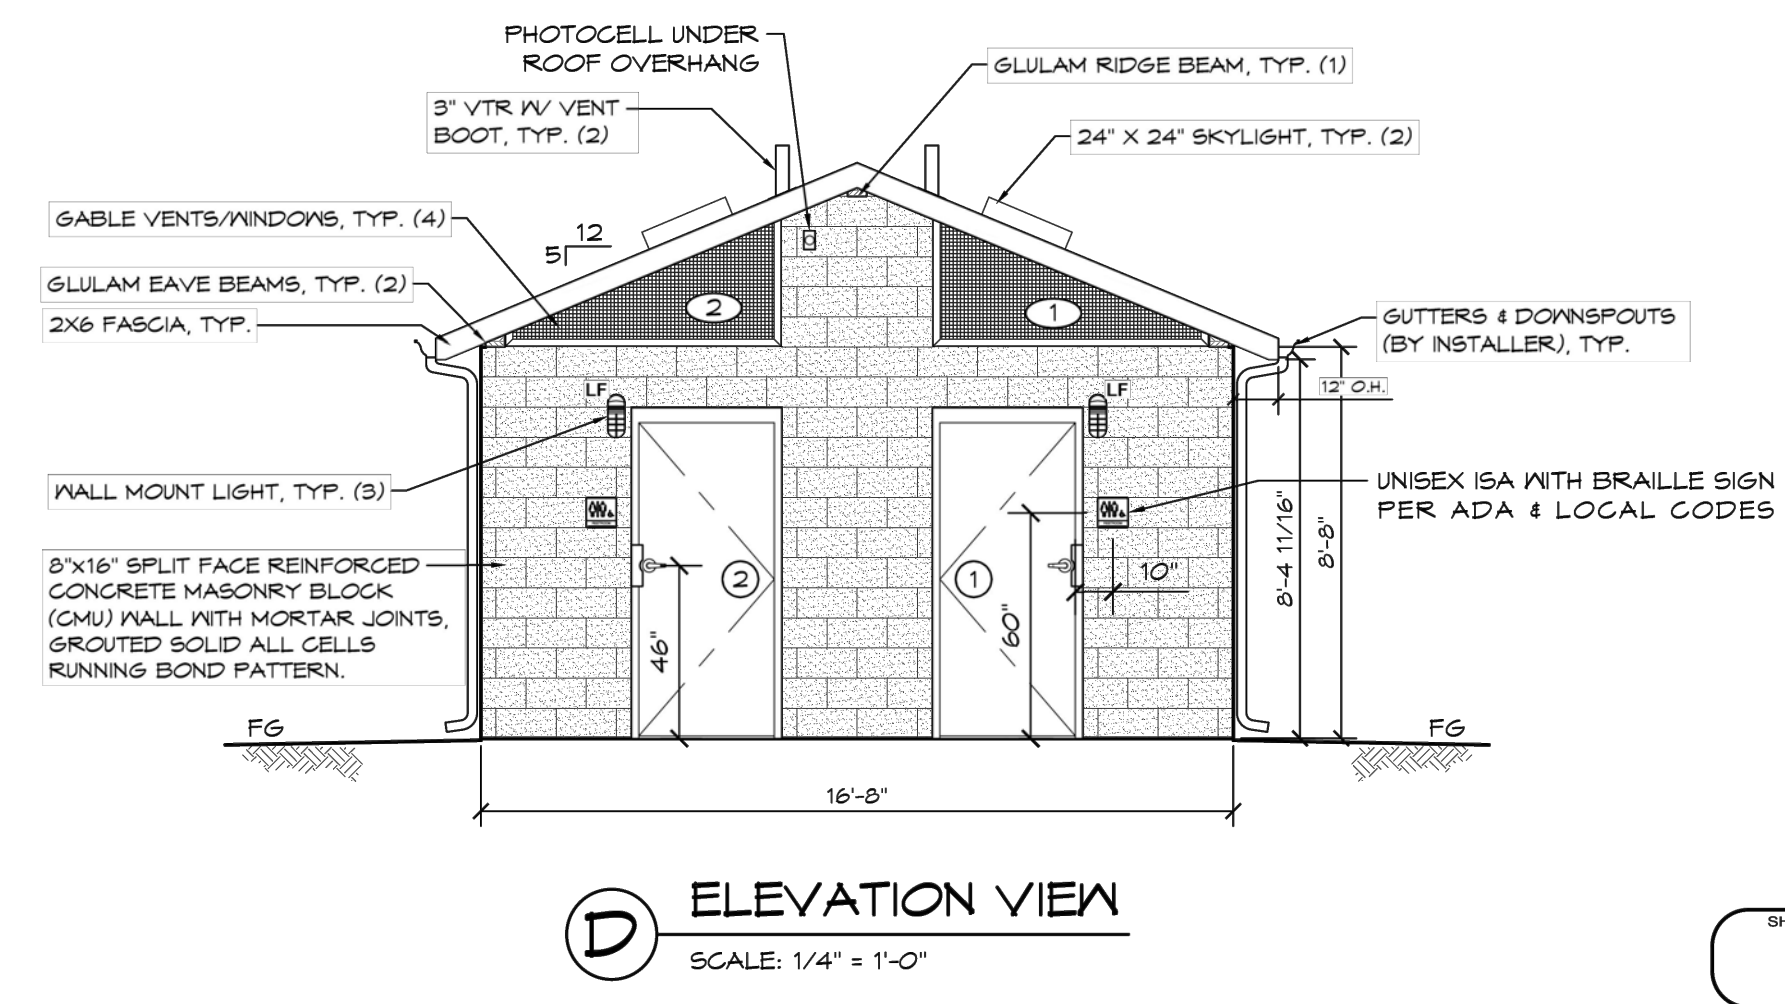 PHOTOCELL UNDER
ROOF OVERHANG
GLULAM RIDGE BEAM, TYP. (1)
3" VTR W/ VENT
BOOT, TYP. (2)
24" X 24" SKYLIGHT, TYP. (2)
GABLE VENTS/WINDOWS, TYP. (4)
12
5
GLULAM EAVE BEAMS, TYP. (2)
2X6 FASCIA, TYP.
2
1
GUTTERS & DOWNSPOUTS
(BY INSTALLER), TYP.
12" O.H.
LF
LF
WALL MOUNT LIGHT, TYP. (3)
UNISEX ISA WITH BRAILLE SIGN
PER ADA & LOCAL CODES
8"x16" SPLIT FACE REINFORCED
CONCRETE MASONRY BLOCK
(CMU) WALL WITH MORTAR JOINTS,
GROUTED SOLID ALL CELLS
RUNNING BOND PATTERN.
2
1
10"
46"
60"
8'-4 11/16"
8'-8"
FG
FG
16'-8"
D
ELEVATION VIEW
SCALE: 1/4" = 1'-0"
SH